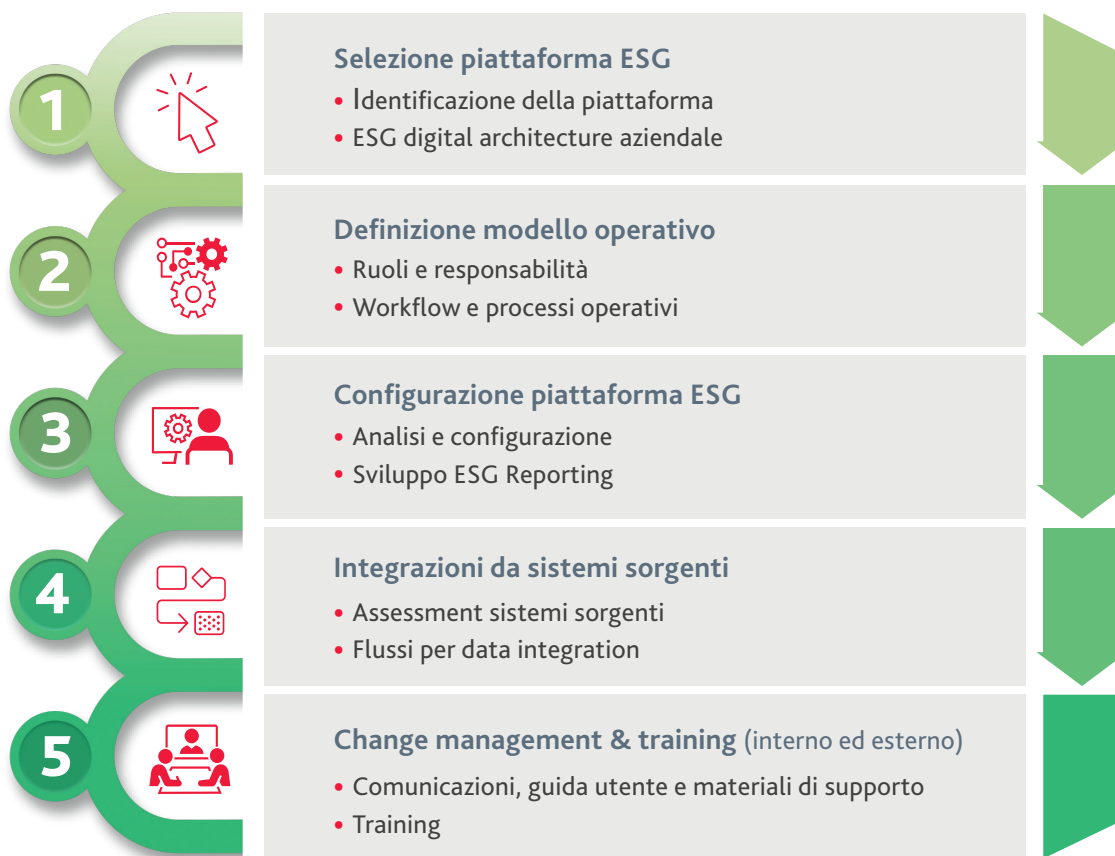 1
Selezione piattaforma ESG
• Identificazione della piattaforma
• ESG digital architecture aziendale
2
Definizione modello operativo
• Ruoli e responsabilità
• Workflow e processi operativi
3
Configurazione piattaforma ESG
• Analisi e configurazione
• Sviluppo ESG Reporting
4
Integrazioni da sistemi sorgenti
• Assessment sistemi sorgenti
• Flussi per data integration
5
Change management & training (interno ed esterno)
• Comunicazioni, guida utente e materiali di supporto
• Training